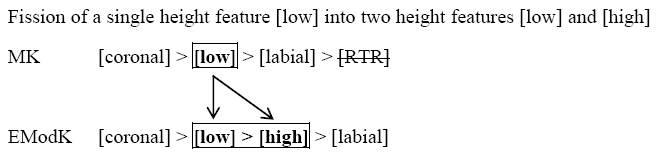 Fission of a single height feature [low] into two height features [low] and [high]
MK [coronal] > [low] > [labial] > [RTR]
EModK [coronal] > [low] > [high] > [labial]